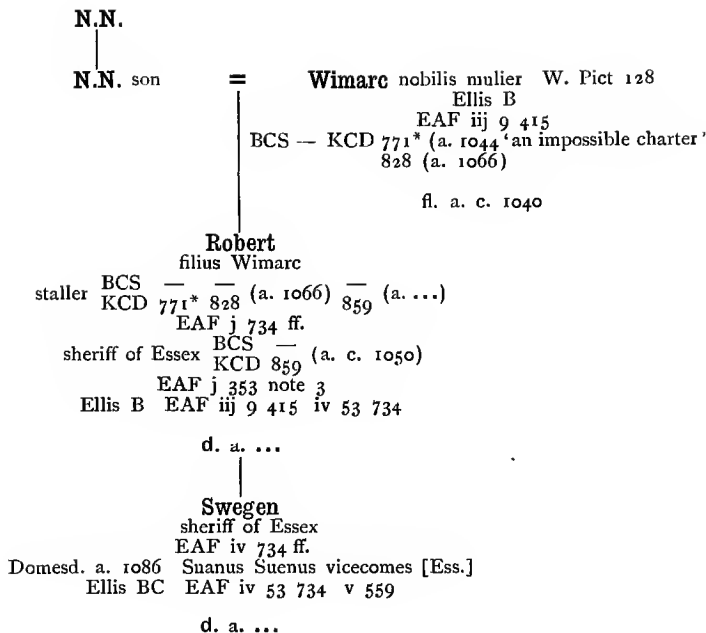 N.N.
N.N. son = Wimarc nobilis mulier W. Pict 128
Ellis B
EAF iij 9 415
BCS — KCD 771* (a. 1044 ‘an impossible charter’
828 (a. 1066)
fl. a. c. 1040
Robert
filius Wimarc
staller BCS — — (a. 1066) — (a. ...)
KCD 771* 828 859
EAF j 734 ff.
sheriff of Essex BCS — (a. c. 1050)
KCD 859
EAF j 353 note 3
Ellis B EAF iij 9 415 iv 53 734
d. a. ...
Swegen
sheriff of Essex
EAF iv 734 ff.
Domesd. a. 1086 Suanus Suenus vicecomes [Ess.]
Ellis BC EAF iv 53 734 v 559
d. a. ...